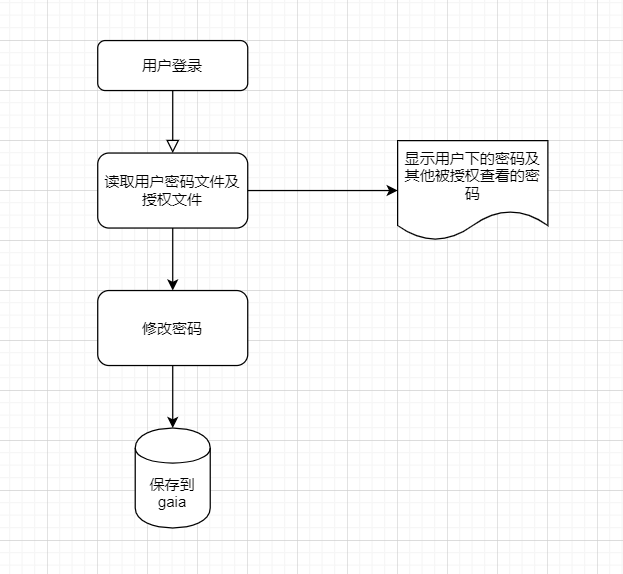 用户登录
读取用户密码文件及
授权文件
显示用户下的密码及
其他被授权查看的密
码
修改密码
保存到
gaia